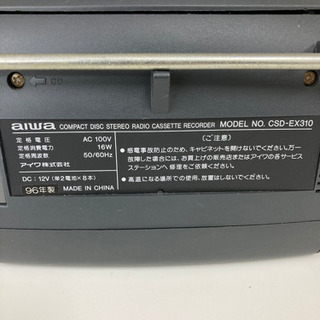 CD
aiwa COMPACT DISC STEREO RADIO CASSETTE RECORDER MODEL NO. CSD-EX310
定格電圧 AC 100V
定格消費電力 16W
定格周波数 50/60Hz
アイワ株式会社
DC:12V(単2電池×8本)
96年製 MADE IN CHINA
(ご注意)
● 感電事故防止のため、キャビネットを開けないでください。万一
故障した場合には、お買上げの販売店またはアイワの各サービス
ステーションへ修理をご依頼ください。
● 高温になる場所での使用、放置はしないでください。